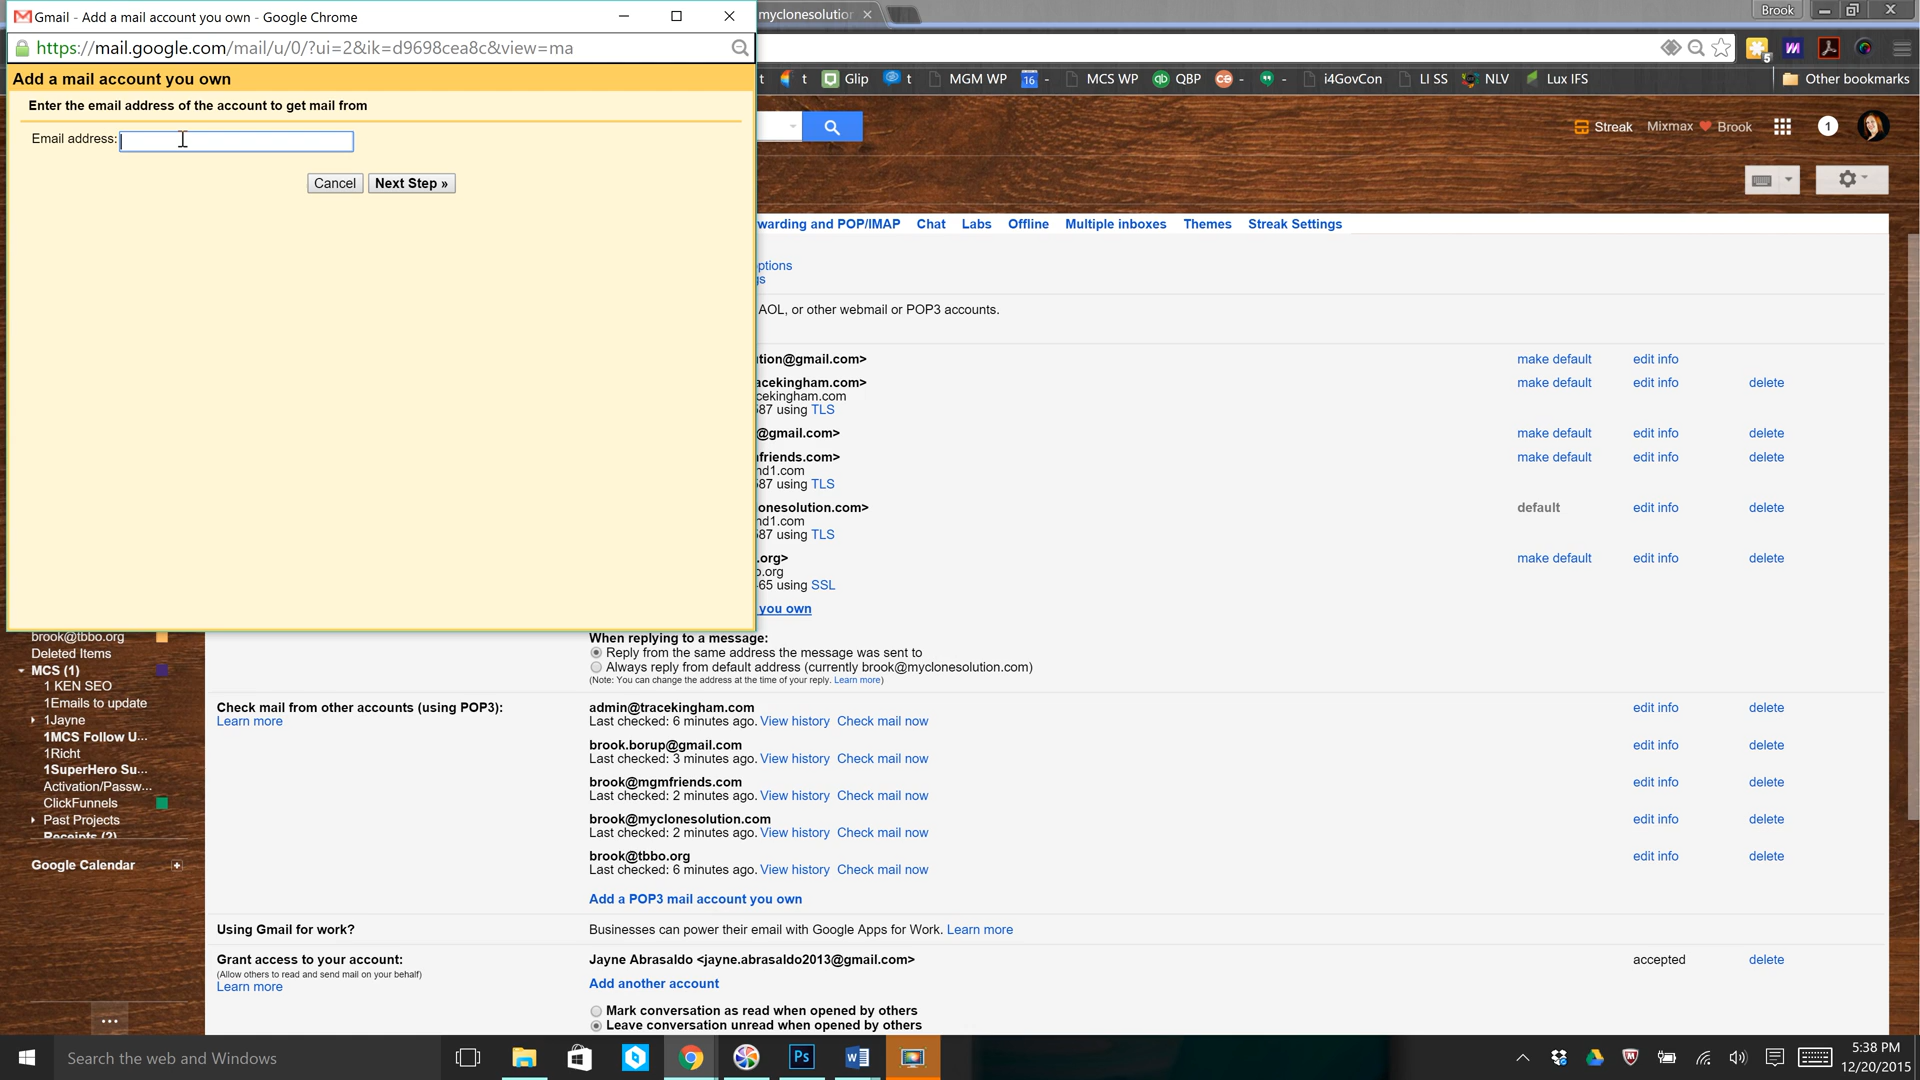 Gmail - Add a mail account you own - Google Chrome
myclonesolution
Brook
https://mail.google.com/mail/u/0/?ui=2&ik=d9698cea8c&view=ma
Add a mail account you own
t
t
Glip
t
MGM WP
16 -
MCS WP
qb QBP
CE -
-
i4GovCon
LI SS
NLV
Lux IFS
Other bookmarks
5
Enter the email address of the account to get mail from
Email address:
Cancel
Next Step »
Streak
Mixmax ❤ Brook
1
warding and POP/IMAP
Chat
Labs
Offline
Multiple inboxes
Themes
Streak Settings
ptions
gs
AOL, or other webmail or POP3 accounts.
tion@gmail.com>
make default
edit info
acekingham.com>
make default
edit info
delete
cekingham.com
587 using TLS
@gmail.com>
make default
edit info
delete
nfriends.com>
make default
edit info
delete
nd1.com
587 using TLS
onesolution.com>
default
edit info
delete
nd1.com
587 using TLS
.org>
make default
edit info
delete
o.org
465 using SSL
you own
When replying to a message:
Reply from the same address the message was sent to
Always reply from default address (currently brook@myclonesolution.com)
(Note: You can change the address at the time of your reply. Learn more)
brook@tbbo.org
Deleted Items
MCS (1)
1 KEN SEO
1Emails to update
1Jayne
1MCS Follow U...
1Richt
1SuperHero Su...
Activation/Passw...
ClickFunnels
Past Projects
Receipts (2)
Google Calendar
+
...
Check mail from other accounts (using POP3):
Learn more
admin@tracekingham.com
Last checked: 6 minutes ago. View history Check mail now
edit info
delete
brook.borup@gmail.com
Last checked: 3 minutes ago. View history Check mail now
edit info
delete
brook@mgmfriends.com
Last checked: 2 minutes ago. View history Check mail now
edit info
delete
brook@myclonesolution.com
Last checked: 2 minutes ago. View history Check mail now
edit info
delete
brook@tbbo.org
Last checked: 6 minutes ago. View history Check mail now
edit info
delete
Add a POP3 mail account you own
Using Gmail for work?
Businesses can power their email with Google Apps for Work. Learn more
Grant access to your account:
(Allow others to read and send mail on your behalf)
Learn more
Jayne Abrasaldo <jayne.abrasaldo2013@gmail.com>
accepted
delete
Add another account
Mark conversation as read when opened by others
Leave conversation unread when opened by others
Search the web and Windows
Ps
5:38 PM
12/20/2015